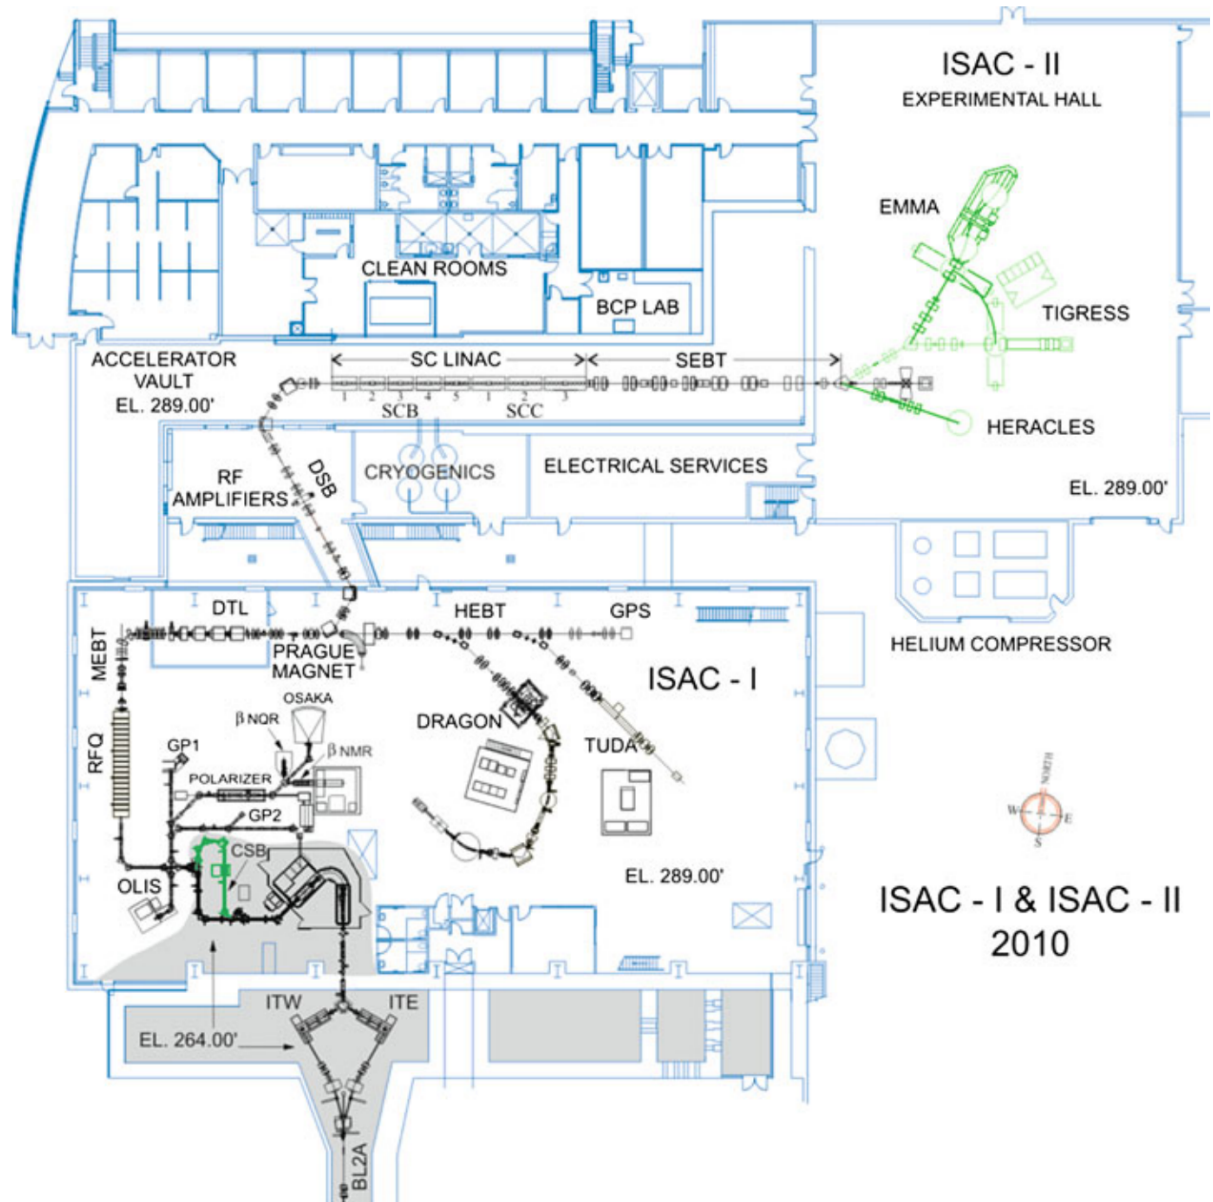 ISAC - II
EXPERIMENTAL HALL
EMMA
CLEAN ROOMS
BCP LAB
TIGRESS
ACCELERATOR
VAULT
EL. 289.00'
SC LINAC
SEBT
1 2 3 4 5 1 2 3
SCB
SCC
HERACLES
RF
AMPLIFIERS
DSB
CRYOGENICS
ELECTRICAL SERVICES
EL. 289.00'
DTL
HEBT
GPS
MEBT
PRAGUE
MAGNET
HELIUM COMPRESSOR
ISAC - I
OSAKA
β NQR
DRAGON
TUDA
RFQ
GP1
β NMR
POLARIZER
GP2
NORTH
W
E
S
CSB
OLIS
EL. 289.00'
ISAC - I & ISAC - II
2010
ITW
ITE
EL. 264.00'
BL2A